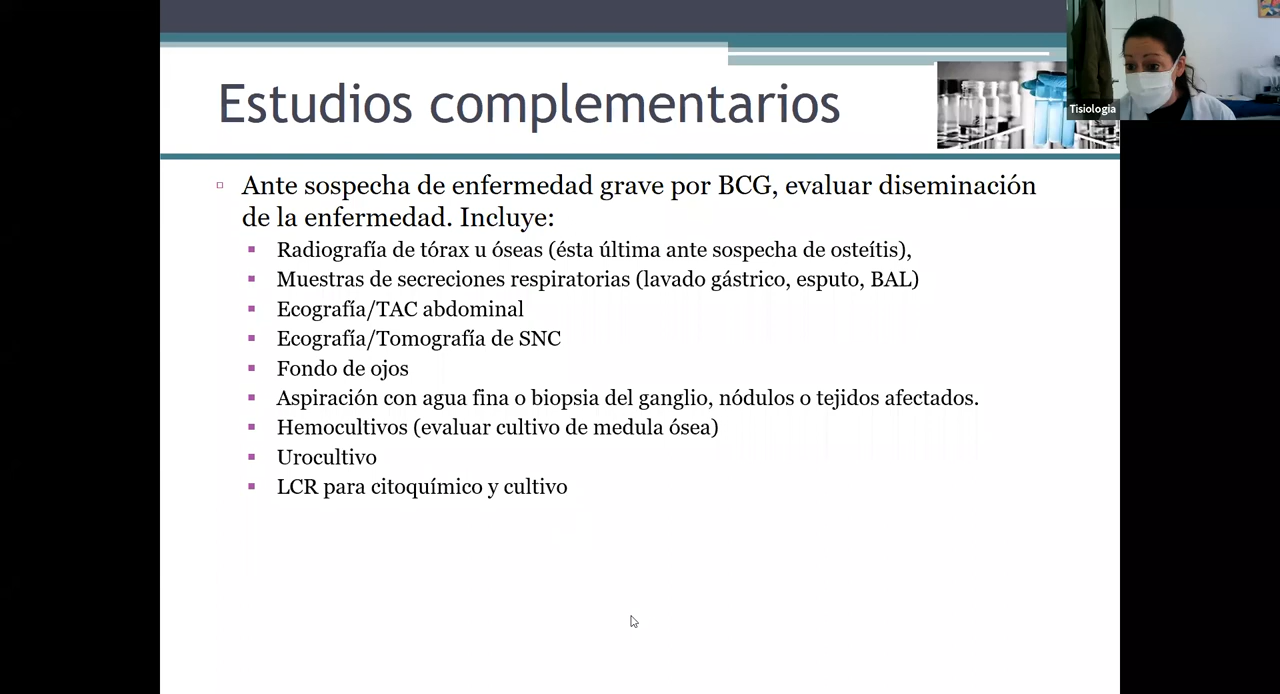 Estudios complementarios
Tisiologia
Ante sospecha de enfermedad grave por BCG, evaluar diseminación
de la enfermedad. Incluye:
Radiografía de tórax u óseas (ésta última ante sospecha de osteítis),
Muestras de secreciones respiratorias (lavado gástrico, esputo, BAL)
Ecografía/TAC abdominal
Ecografía/Tomografía de SNC
Fondo de ojos
Aspiración con agua fina o biopsia del ganglio, nódulos o tejidos afectados.
Hemocultivos (evaluar cultivo de medula ósea)
Urocultivo
LCR para citoquímico y cultivo